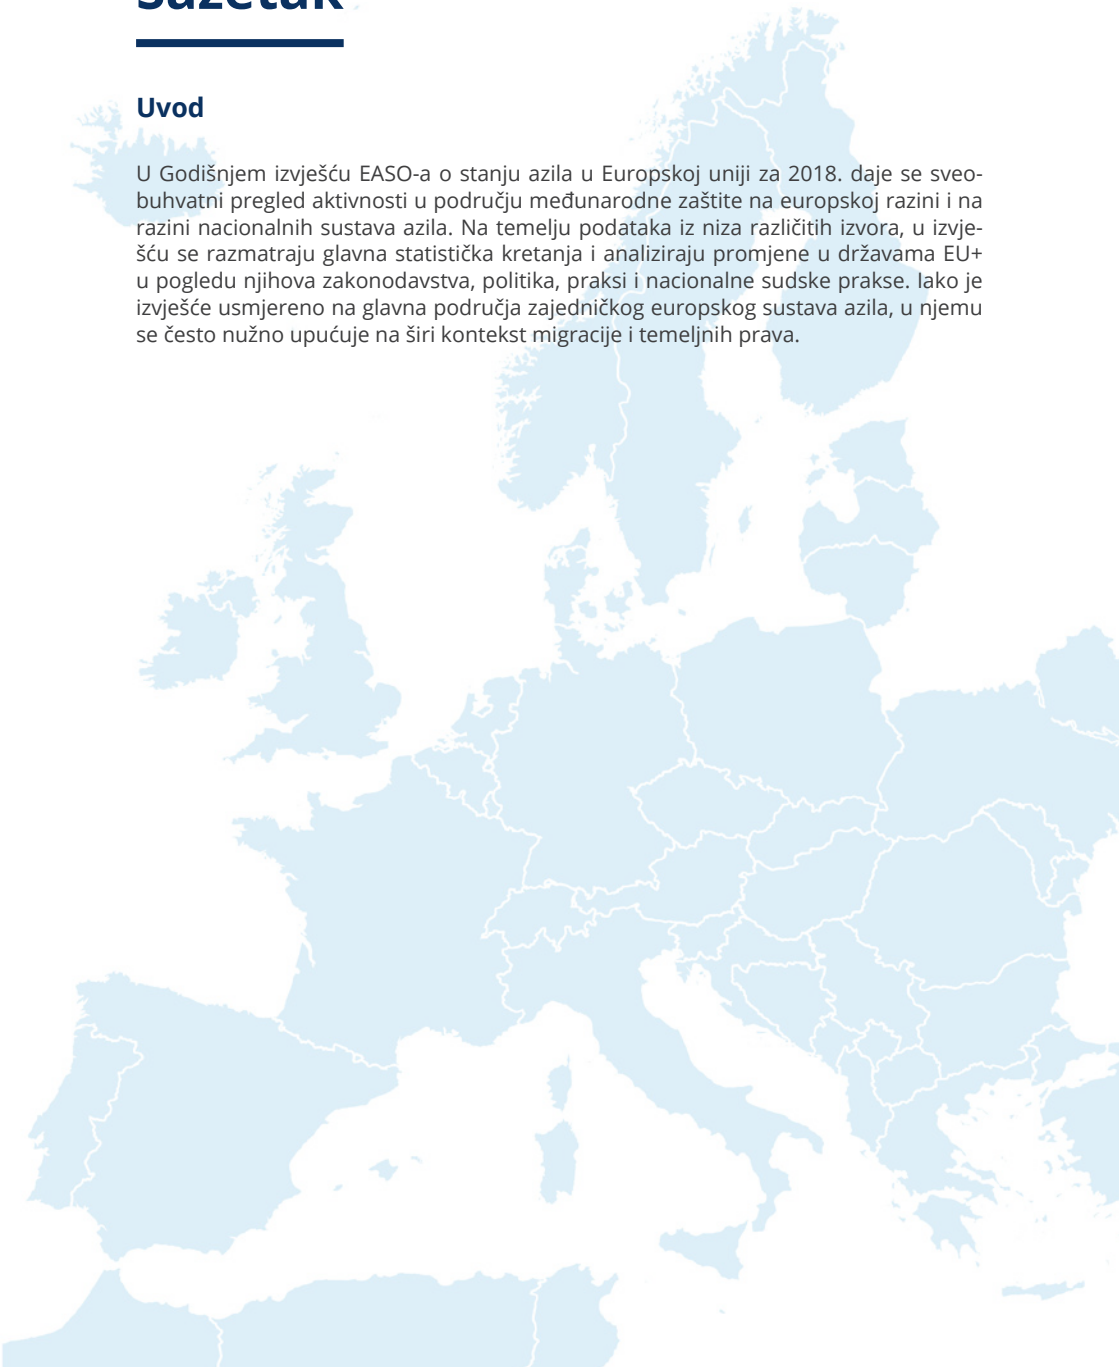 Sažetak
Uvod
U Godišnjem izvješću EASO-a o stanju azila u Europskoj uniji za 2018. daje se sveo-
buhvatni pregled aktivnosti u području međunarodne zaštite na europskoj razini i na
razini nacionalnih sustava azila. Na temelju podataka iz niza različitih izvora, u izvje-
šću se razmatraju glavna statistička kretanja i analiziraju promjene u državama EU+
u pogledu njihova zakonodavstva, politika, praksi i nacionalne sudske prakse. Iako je
izvješće usmjereno na glavna područja zajedničkog europskog sustava azila, u njemu
se često nužno upućuje na širi kontekst migracije i temeljnih prava.